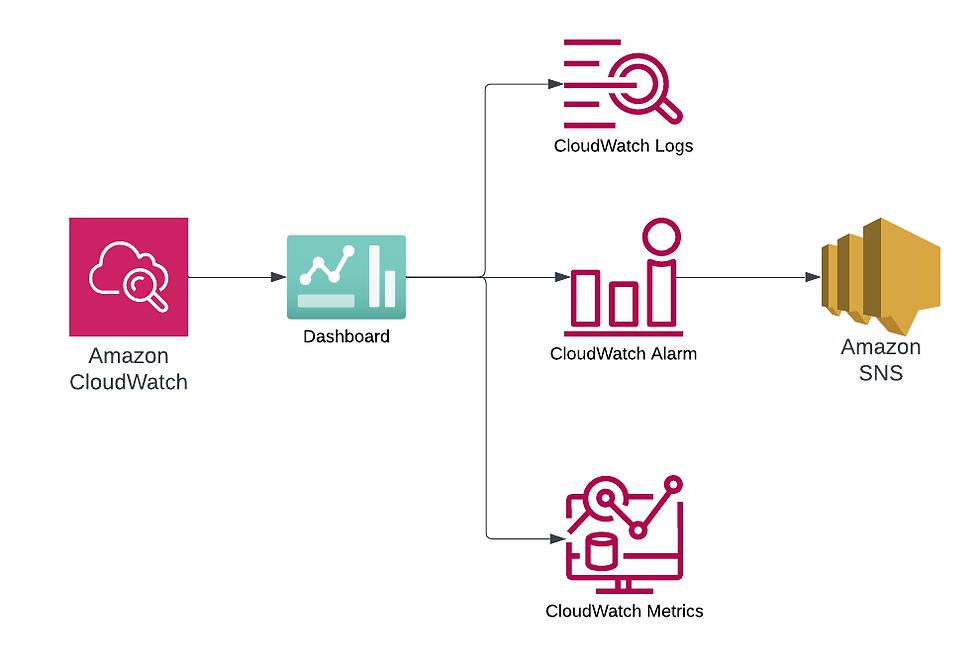 CloudWatch Logs
Amazon
CloudWatch
Dashboard
CloudWatch Alarm
Amazon
SNS
CloudWatch Metrics